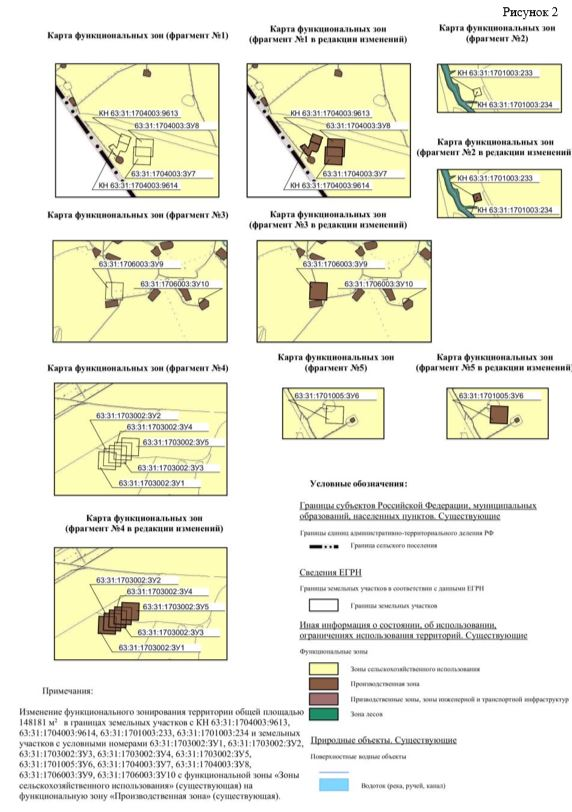 Рисунок 2
Карта функциональных зон
(фрагмент №1)
Карта функциональных зон
(фрагмент №1 в редакции изменений)
Карта функциональных зон
(фрагмент №2)
КН 63:31:1704003:9613
63:31:1704003:ЗУ8
63:31:1704003:ЗУ7
КН 63:31:1704003:9614
КН 63:31:1704003:9613
63:31:1704003:ЗУ8
63:31:1704003:ЗУ7
КН 63:31:1704003:9614
КН 63:31:1701003:233
КН 63:31:1701003:234
Карта функциональных зон
(фрагмент №2 в редакции изменений)
КН 63:31:1701003:233
КН 63:31:1701003:234
Карта функциональных зон (фрагмент №3)
Карта функциональных зон
(фрагмент №3 в редакции изменений)
63:31:1706003:ЗУ9
63:31:1706003:ЗУ10
63:31:1706003:ЗУ9
63:31:1706003:ЗУ10
Карта функциональных зон (фрагмент №4)
Карта функциональных зон
(фрагмент №5)
Карта функциональных зон
(фрагмент №5 в редакции изменений)
63:31:1703002:ЗУ2
63:31:1703002:ЗУ4
63:31:1703002:ЗУ5
63:31:1703002:ЗУ3
63:31:1703002:ЗУ1
63:31:1701005:ЗУ6
63:31:1701005:ЗУ6
Карта функциональных зон
(фрагмент №4 в редакции изменений)
63:31:1703002:ЗУ2
63:31:1703002:ЗУ4
63:31:1703002:ЗУ5
63:31:1703002:ЗУ3
63:31:1703002:ЗУ1
Условные обозначения:
Границы субъектов Российской Федерации, муниципальных
образований, населенных пунктов. Существующие
Границы единиц административно-территориального деления РФ
Граница сельского поселения
Сведения ЕГРН
Границы земельных участков в соответствии с данными ЕГРН
Границы земельных участков
Иная информация о состоянии, об использовании,
ограничениях использования территорий. Существующие
Функциональные зоны
Зоны сельскохозяйственного использования
Производственная зона
Призводственные зоны, зоны инженерной и транспортной инфраструктур
Зона лесов
Природные объекты. Существующие
Поверхностные водные объекты
Водоток (река, ручей, канал)
Примечания:
Изменение функционального зонирования территории общей площадью
148181 м² в границах земельных участков с КН 63:31:1704003:9613,
63:31:1704003:9614, 63:31:1701003:233, 63:31:1701003:234 и земельных
участков с условными номерами 63:31:1703002:ЗУ1, 63:31:1703002:ЗУ2,
63:31:1703002:ЗУ3, 63:31:1703002:ЗУ4, 63:31:1703002:ЗУ5,
63:31:1701005:ЗУ6, 63:31:1704003:ЗУ7, 63:31:1704003:ЗУ8,
63:31:1706003:ЗУ9, 63:31:1706003:ЗУ10 с функциональной зоны «Зоны
сельскохозяйственного использования» (существующая) на
функциональную зону «Производственная зона» (существующая).